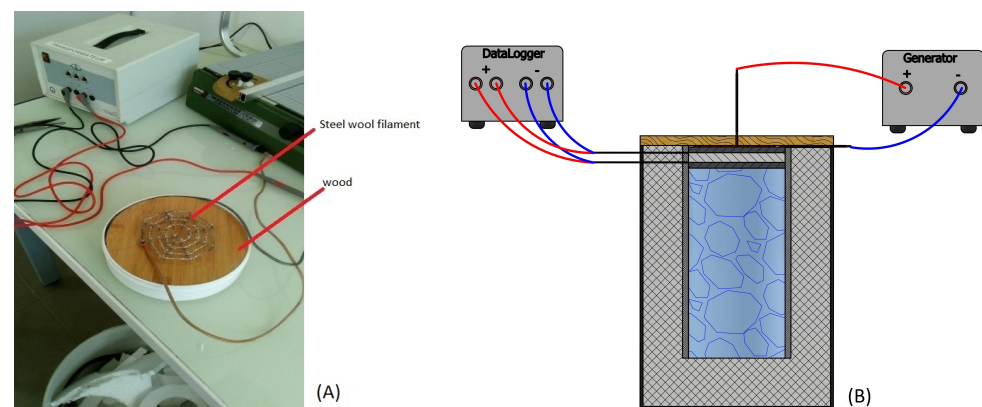 Steel wool filament
wood
(A)
DataLogger
+ -
Generator
+ -
(B)